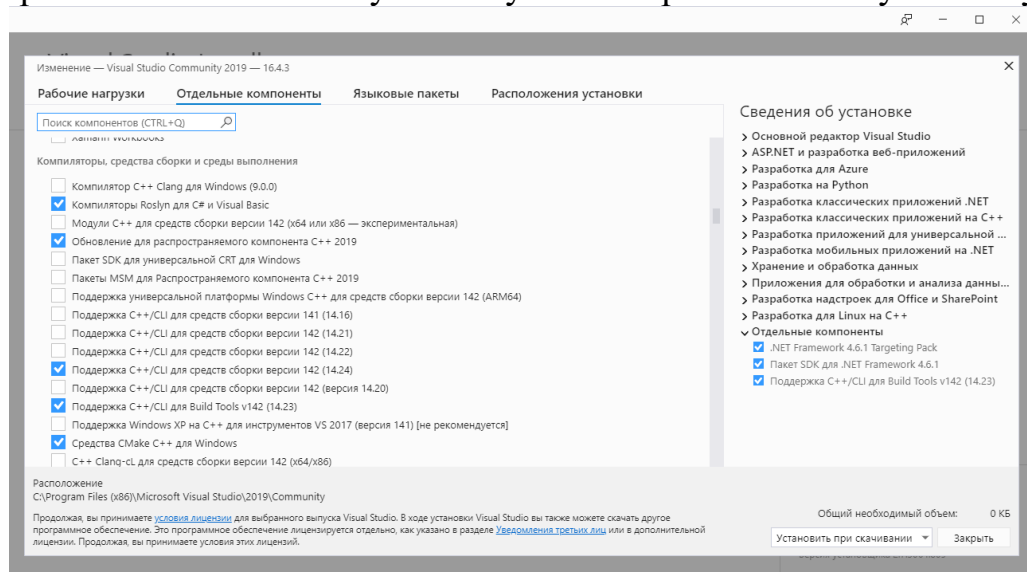 Изменение — Visual Studio Community 2019 — 16.4.3
Рабочие нагрузки Отдельные компоненты Языковые пакеты Расположения установки
Поиск компонентов (CTRL+Q)
Xamarin Workbooks
Компиляторы, средства сборки и среды выполнения
Компилятор C++ Clang для Windows (9.0.0)
Компиляторы Roslyn для C# и Visual Basic
Модули C++ для средств сборки версии 142 (x64 или x86 — экспериментальная)
Обновление для распространяемого компонента C++ 2019
Пакет SDK для универсальной CRT для Windows
Пакеты MSM для Распространяемого компонента C++ 2019
Поддержка универсальной платформы Windows C++ для средств сборки версии 142 (ARM64)
Поддержка C++/CLI для средств сборки версии 141 (14.16)
Поддержка C++/CLI для средств сборки версии 142 (14.21)
Поддержка C++/CLI для средств сборки версии 142 (14.22)
Поддержка C++/CLI для средств сборки версии 142 (14.24)
Поддержка C++/CLI для средств сборки версии 142 (версия 14.20)
Поддержка C++/CLI для Build Tools v142 (14.23)
Поддержка Windows XP на C++ для инструментов VS 2017 (версия 141) [не рекомендуется]
Средства CMake C++ для Windows
C++ Clang-cL для средств сборки версии 142 (x64/x86)
Сведения об установке
Основной редактор Visual Studio
ASP.NET и разработка веб-приложений
Разработка для Azure
Разработка на Python
Разработка классических приложений .NET
Разработка классических приложений на C++
Разработка приложений для универсальной ...
Разработка мобильных приложений на .NET
Хранение и обработка данных
Приложения для обработки и анализа данны...
Разработка надстроек для Office и SharePoint
Разработка для Linux на C++
Отдельные компоненты
.NET Framework 4.6.1 Targeting Pack
Пакет SDK для .NET Framework 4.6.1
Поддержка C++/CLI для Build Tools v142 (14.23)
Расположение
C:\Program Files (x86)\Microsoft Visual Studio\2019\Community
Продолжая, вы принимаете условия лицензии для выбранного выпуска Visual Studio. В ходе установки Visual Studio вы также можете скачать другое
программное обеспечение. Это программное обеспечение лицензируется отдельно, как указано в разделе Уведомления третьих лиц или в дополнительной
лицензии. Продолжая, вы принимаете условия этих лицензий.
Общий необходимый объем: 0 КБ
Установить при скачивании Закрыть